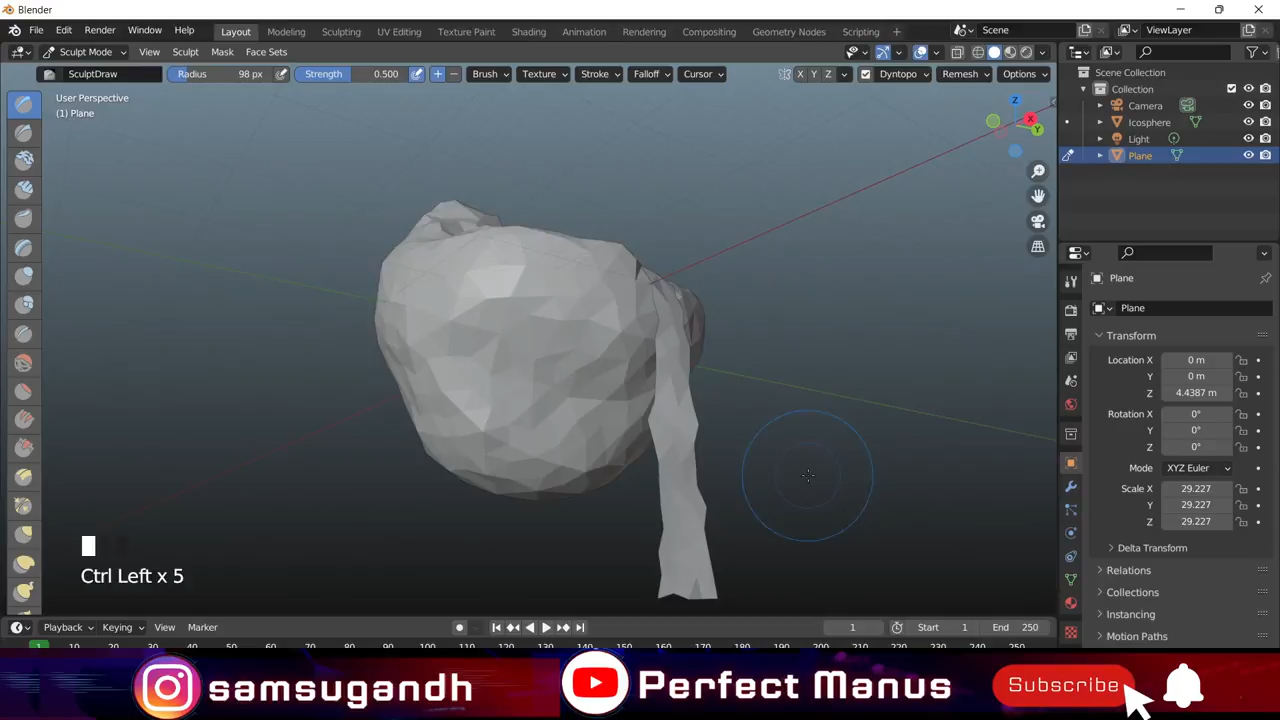 Blender
File Edit Render Window Help Layout Modeling Sculpting UV Editing Texture Paint Shading Animation Rendering Compositing Geometry Nodes Scripting + Scene ViewLayer
Sculpt Mode View Sculpt Mask Face Sets
SculptDraw Radius 98 px Strength 0.500 + − Brush Texture Stroke Falloff Cursor X Y Z Dyntopo Remesh Options
User Perspective
(1) Plane
Z
X
Y
Scene Collection
Collection
Camera
Icosphere
Light
Plane
Plane
Plane
Transform
Location X 0 m
Y 0 m
Z 4.4387 m
Rotation X 0°
Y 0°
Z 0°
Mode XYZ Euler
Scale X 29.227
Y 29.227
Z 29.227
Delta Transform
Relations
Collections
Instancing
Motion Paths
Ctrl Left x 5
Playback Keying View Marker 1 Start 1 End 250
samsugandh
Perfect Manus
Subscribe